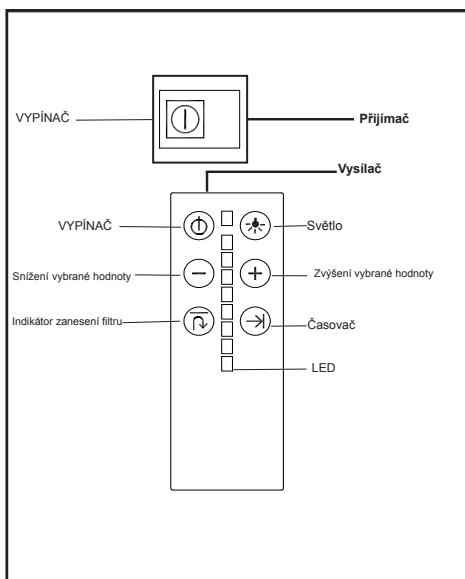 VYPÍNAČ
Přijímač
Vysílač
VYPÍNAČ
Světlo
Snížení vybrané hodnoty
Zvýšení vybrané hodnoty
Indikátor zanesení filtru
Časovač
LED